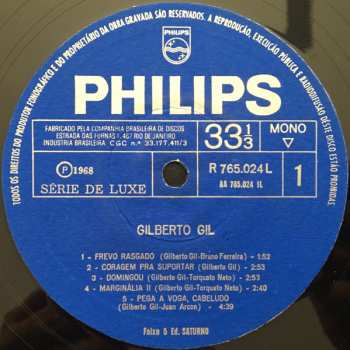 TODOS OS DIREITOS DO PRODUTOR FONOGRÁFICO E DO PROPRIETÁRIO DA OBRA GRAVADA SÃO RESERVADOS. A REPRODUÇÃO, EXECUÇÃO PÚBLICA E RADIODIFUSÃO DESTE DISCO ESTÃO PROIBIDAS
PHILIPS
PHILIPS
FABRICADO PELA COMPANHIA BRASILEIRA DE DISCOS
ESTRADA DAS FURNAS 1.467 RIO DE JANEIRO
INDÚSTRIA BRASILEIRA C G C n.° 33.177.411/3
33 1/3
MONO
℗ 1968
SÉRIE DE LUXE
R 765.024 L
AA 765.024 1L
1
GILBERTO GIL
1 - FREVO RASGADO (Gilberto Gil-Bruno Ferreira) - 1:52
2 - CORAGEM PRA SUPORTAR (Gilberto Gil) - 2:53
3 - DOMINGOU (Gilberto Gil-Torquato Neto) - 2:53
4 - MARGINÁLIA II (Gilberto Gil-Torquato Neto) - 2:40
5 - PEGA A VOGA, CABELUDO
(Gilberto Gil-Juan Arcon) - 4:39
Faixa 5 Ed. SATURNO